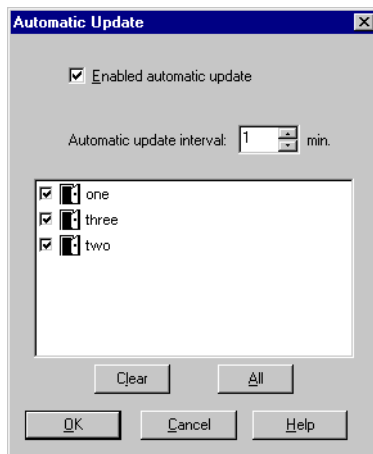 Automatic Update
Enabled automatic update
Automatic update interval: 1 min.
one
three
two
Clear All
OK Cancel Help